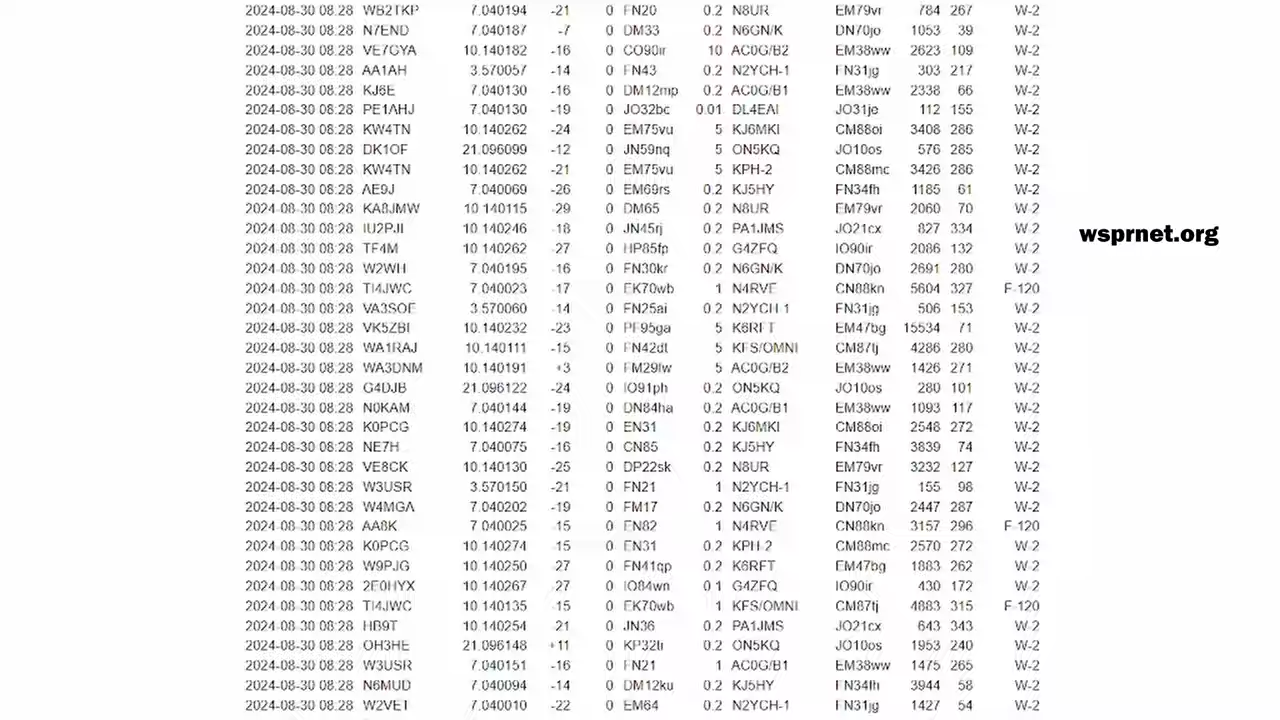 2024-08-30 08:28 WB2TKP 7.040194 -21 0 FN20 0.2 N8UR EM79vr 784 267 W-2
2024-08-30 08:28 N7END 7.040187 -7 0 DM33 0.2 N6GN/K DN70jo 1053 39 W-2
2024-08-30 08:28 VE7GYA 10.140182 -16 0 CO90ir 10 AC0G/B2 EM38ww 2623 109 W-2
2024-08-30 08:28 AA1AH 3.570057 -14 0 FN43 0.2 N2YCH-1 FN31jg 303 217 W-2
2024-08-30 08:28 KJ6E 7.040130 -16 0 DM12mp 0.2 AC0G/B1 EM38ww 2338 66 W-2
2024-08-30 08:28 PE1AHJ 7.040130 -19 0 JO32bc 0.01 DL4EAI JO31je 112 155 W-2
2024-08-30 08:28 KW4TN 10.140262 -24 0 EM75vu 5 KJ6MKI CM88oi 3408 286 W-2
2024-08-30 08:28 DK1OF 21.096099 -12 0 JN59nq 5 ON5KQ JO10os 576 285 W-2
2024-08-30 08:28 KW4TN 10.140262 -21 0 EM75vu 5 KPH-2 CM88mc 3426 286 W-2
2024-08-30 08:28 AE9J 7.040069 -26 0 EM69rs 0.2 KJ5HY FN34fh 1185 61 W-2
2024-08-30 08:28 KA8JMW 10.140115 -29 0 DM65 0.2 N8UR EM79vr 2060 70 W-2
2024-08-30 08:28 IU2PJI 10.140246 -18 0 JN45rj 0.2 PA1JMS JO21cx 827 334 W-2
wsprnet.org
2024-08-30 08:28 TF4M 10.140262 -27 0 HP85fp 0.2 G4ZFQ IO90ir 2086 132 W-2
2024-08-30 08:28 W2WH 7.040195 -16 0 FN30kr 0.2 N6GN/K DN70jo 2691 280 W-2
2024-08-30 08:28 TI4JWC 7.040023 -17 0 EK70wb 1 N4RVE CN88kn 5604 327 F-120
2024-08-30 08:28 VA3SOE 3.570060 -14 0 FN25ai 0.2 N2YCH-1 FN31jg 506 153 W-2
2024-08-30 08:28 VK5ZBI 10.140232 -23 0 PF95ga 5 K6RFT EM47bg 15534 71 W-2
2024-08-30 08:28 WA1RAJ 10.140111 -15 0 FN42dt 5 KFS/OMNI CM87tj 4286 280 W-2
2024-08-30 08:28 WA3DNM 10.140191 +3 0 FM29lw 5 AC0G/B2 EM38ww 1426 271 W-2
2024-08-30 08:28 G4DJB 21.096122 -24 0 IO91ph 0.2 ON5KQ JO10os 280 101 W-2
2024-08-30 08:28 N0KAM 7.040144 -19 0 DN84ha 0.2 AC0G/B1 EM38ww 1093 117 W-2
2024-08-30 08:28 K0PCG 10.140274 -19 0 EN31 0.2 KJ6MKI CM88oi 2548 272 W-2
2024-08-30 08:28 NE7H 7.040075 -16 0 CN85 0.2 KJ5HY FN34fh 3839 74 W-2
2024-08-30 08:28 VE8CK 10.140130 -25 0 DP22sk 0.2 N8UR EM79vr 3232 127 W-2
2024-08-30 08:28 W3USR 3.570150 -21 0 FN21 1 N2YCH-1 FN31jg 155 98 W-2
2024-08-30 08:28 W4MGA 7.040202 -19 0 FM17 0.2 N6GN/K DN70jo 2447 287 W-2
2024-08-30 08:28 AA8K 7.040025 -15 0 EN82 1 N4RVE CN88kn 3157 296 F-120
2024-08-30 08:28 K0PCG 10.140274 -15 0 EN31 0.2 KPH-2 CM88mc 2570 272 W-2
2024-08-30 08:28 W9PJG 10.140250 -27 0 FN41qp 0.2 K6RFT EM47bg 1883 262 W-2
2024-08-30 08:28 2E0HYX 10.140267 -27 0 IO84wn 0.1 G4ZFQ IO90ir 430 172 W-2
2024-08-30 08:28 TI4JWC 10.140135 -15 0 EK70wb 1 KFS/OMNI CM87tj 4883 315 F-120
2024-08-30 08:28 HB9T 10.140254 -21 0 JN36 0.2 PA1JMS JO21cx 643 343 W-2
2024-08-30 08:28 OH3HE 21.096148 +11 0 KP32ti 0.2 ON5KQ JO10os 1953 240 W-2
2024-08-30 08:28 W3USR 7.040151 -16 0 FN21 1 AC0G/B1 EM38ww 1475 265 W-2
2024-08-30 08:28 N6MUD 7.040094 -14 0 DM12ku 0.2 KJ5HY FN34fh 3944 58 W-2
2024-08-30 08:28 W2VET 7.040010 -22 0 EM64 0.2 N2YCH-1 FN31jg 1427 54 W-2